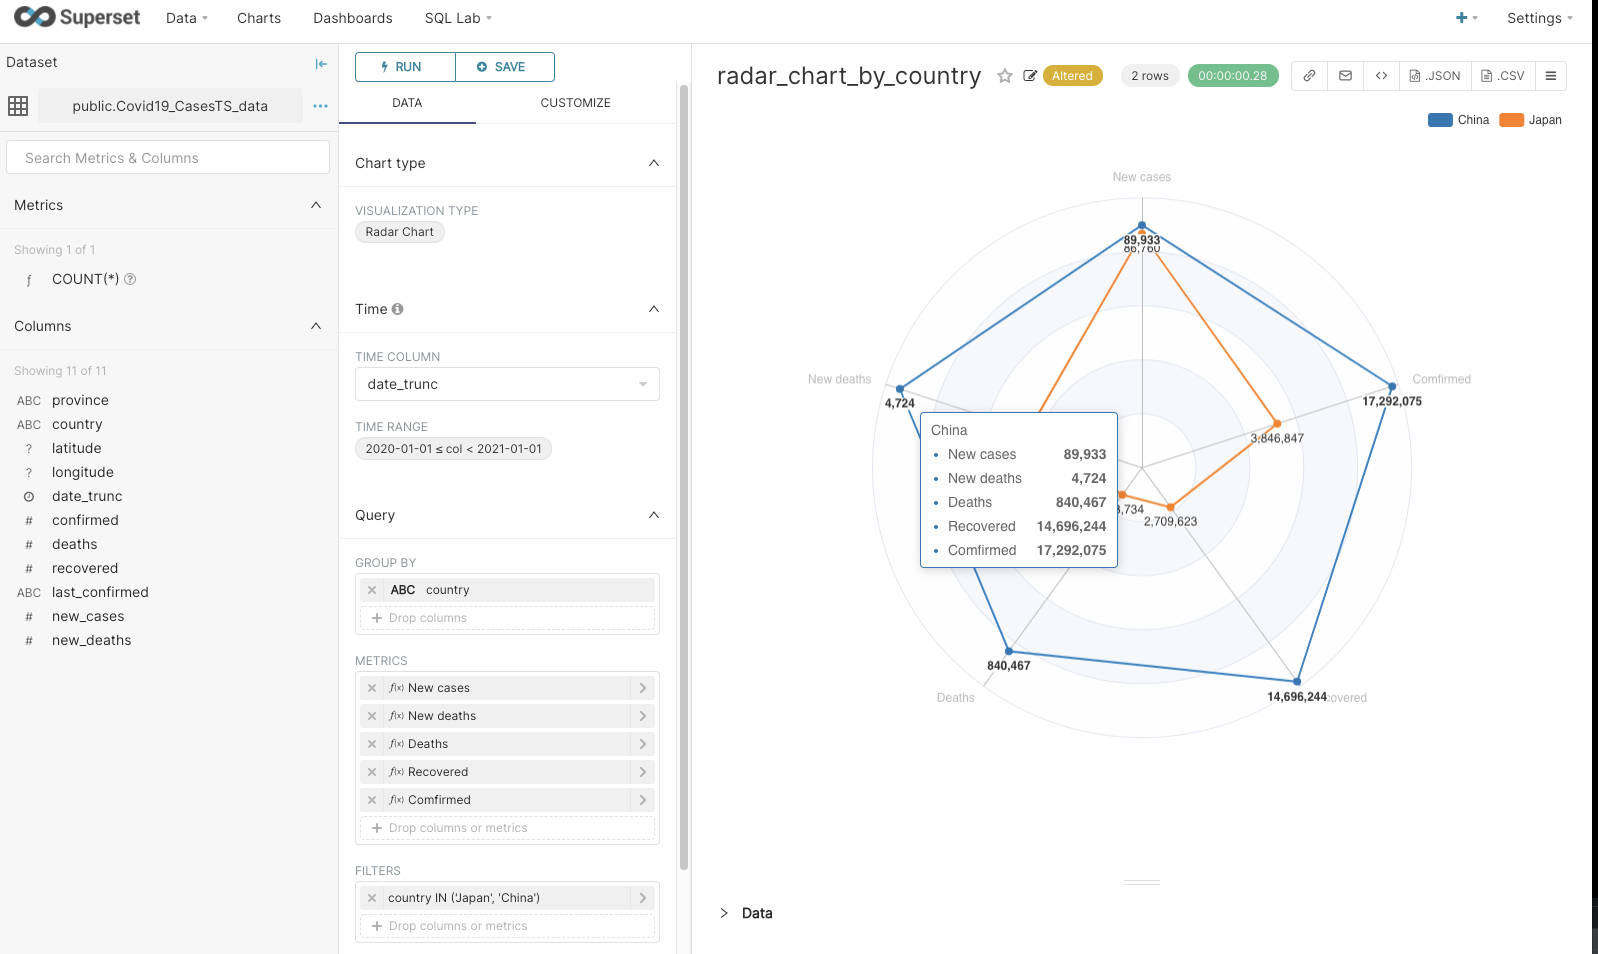 Superset
Data
Charts
Dashboards
SQL Lab
Settings
Dataset
public.Covid19_CasesTS_data
Search Metrics & Columns
Metrics
Showing 1 of 1
ƒ COUNT(*)
Columns
Showing 11 of 11
ABC province
ABC country
? latitude
? longitude
date_trunc
# confirmed
# deaths
# recovered
ABC last_confirmed
# new_cases
# new_deaths
RUN
SAVE
DATA
CUSTOMIZE
Chart type
VISUALIZATION TYPE
Radar Chart
Time
TIME COLUMN
date_trunc
TIME RANGE
2020-01-01 ≤ col < 2021-01-01
Query
GROUP BY
ABC country
Drop columns
METRICS
f(x) New cases
f(x) New deaths
f(x) Deaths
f(x) Recovered
f(x) Comfirmed
Drop columns or metrics
FILTERS
country IN ('Japan', 'China')
Drop columns or metrics
radar_chart_by_country
Altered
2 rows
00:00:00.28
.JSON
.CSV
China
Japan
New cases
89,933
86,760
New deaths
4,724
Comfirmed
17,292,075
3,846,847
China
New cases 89,933
New deaths 4,724
Deaths 840,467
Recovered 14,696,244
Comfirmed 17,292,075
,734
2,709,623
840,467
Deaths
14,696,244
covered
Data